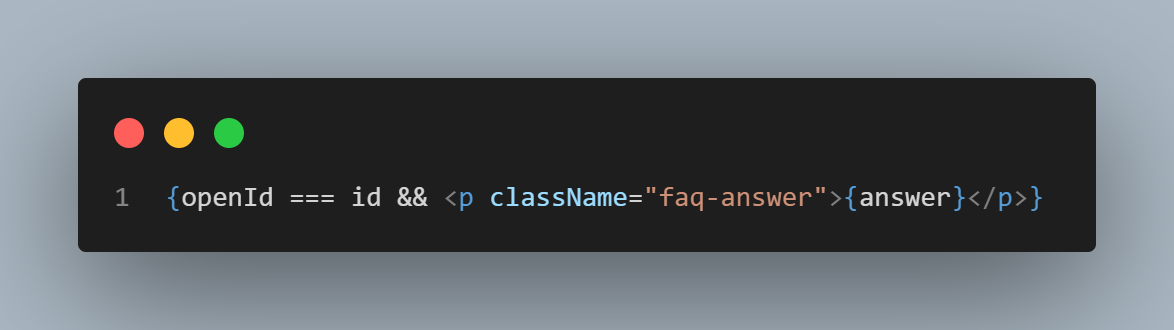 1 {openId === id && <p className="faq-answer">{answer}</p>}